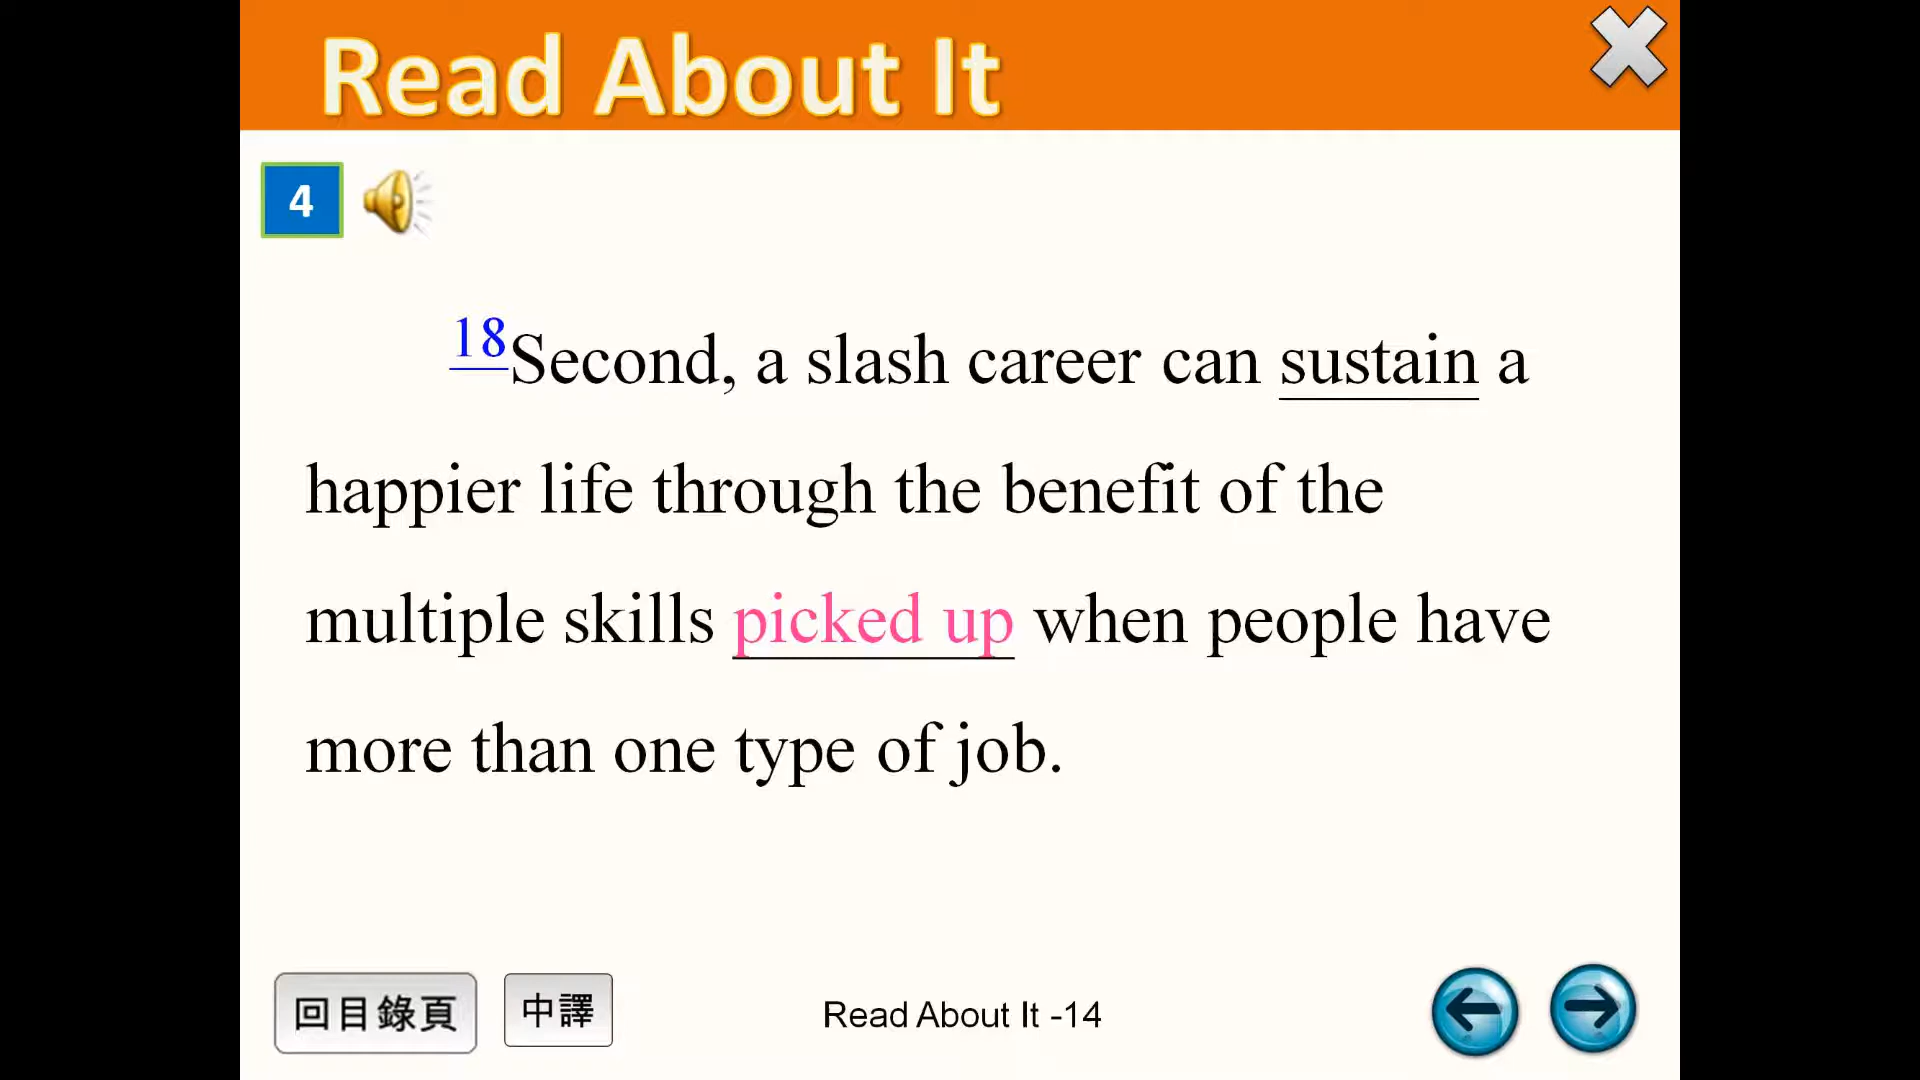 Read About It
4
18Second, a slash career can sustain a
happier life through the benefit of the
multiple skills picked up when people have
more than one type of job.
回目錄頁
中譯
Read About It -14